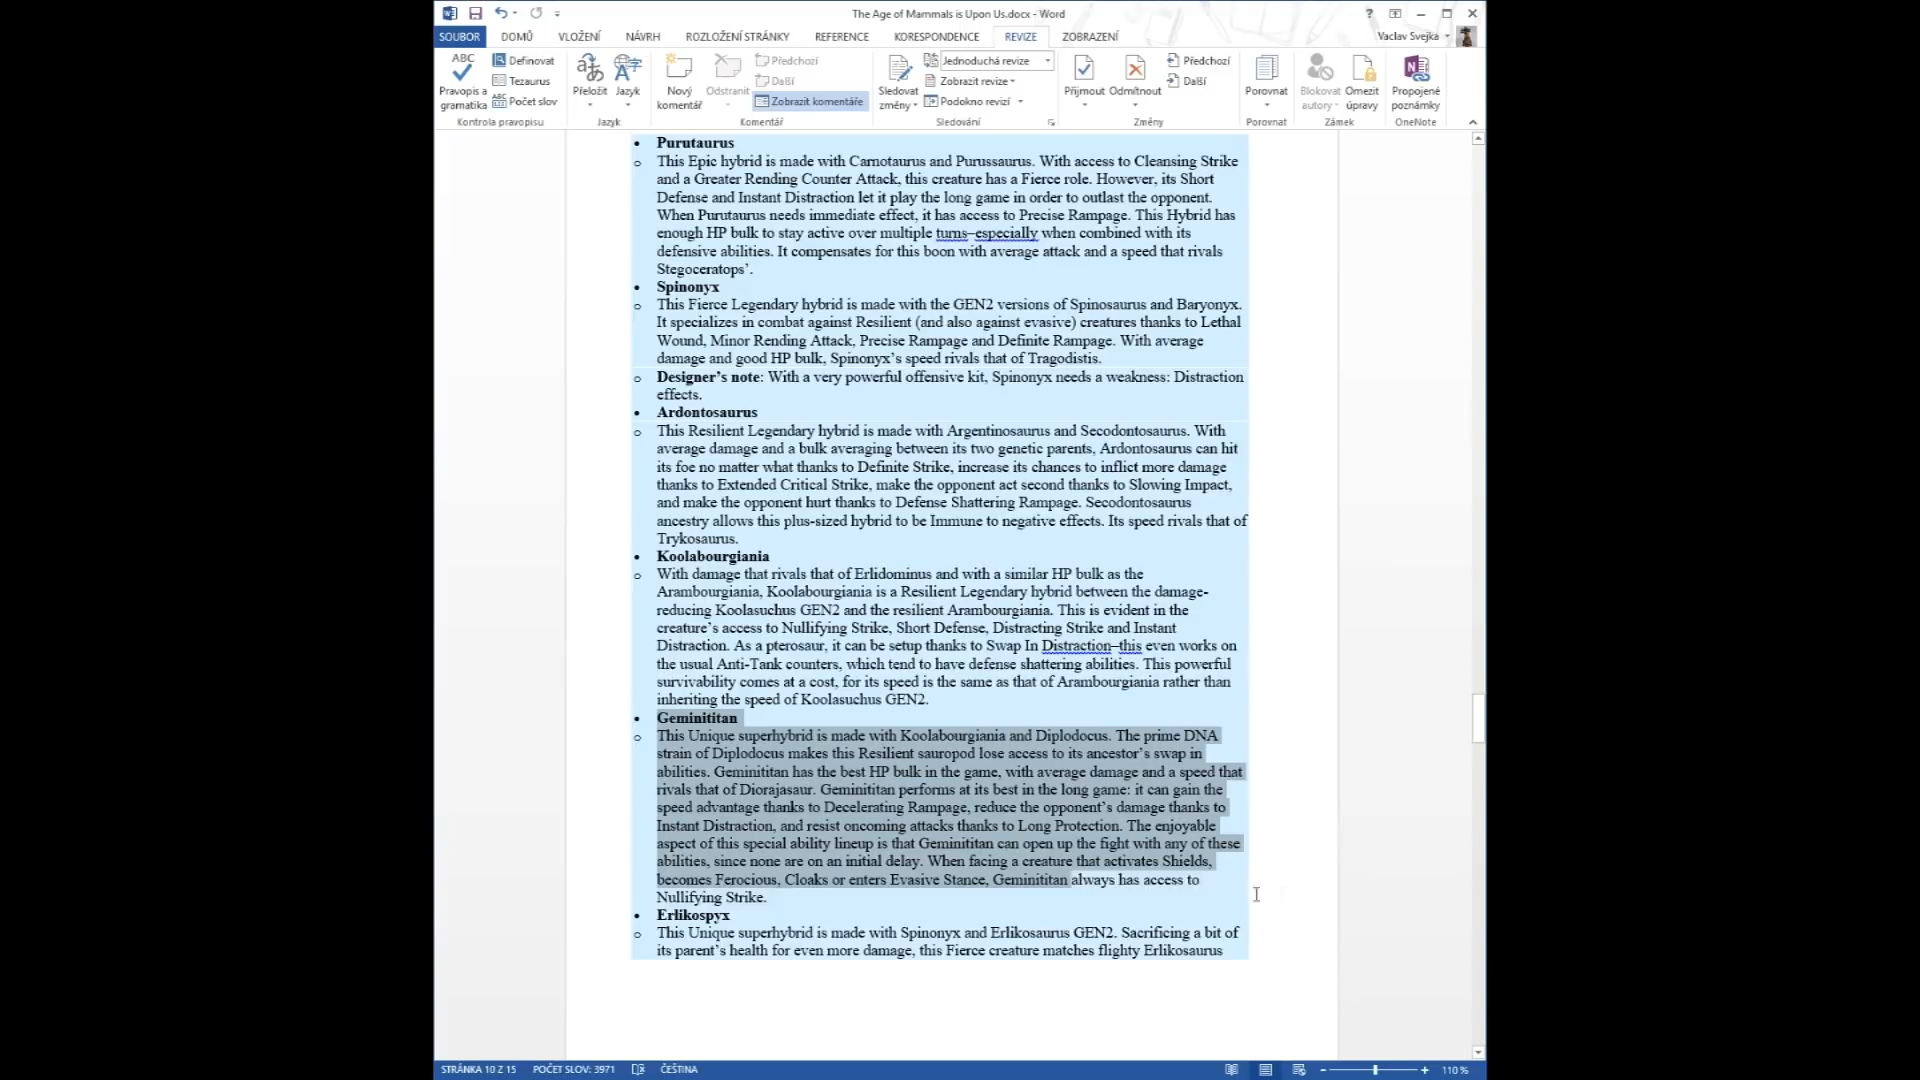 The Age of Mammals is Upon Us.docx - Word
SOUBOR DOMŮ VLOŽENÍ NÁVRH ROZLOŽENÍ STRÁNKY REFERENCE KORESPONDENCE REVIZE ZOBRAZENÍ Vaclav Svejka
ABC Pravopis a gramatika
Definovat
Tezaurus
Počet slov
Přeložit Jazyk
Nový komentář
Odstranit
Předchozí
Další
Zobrazit komentáře
Sledovat změny
Jednoduchá revize
Zobrazit revize
Podokno revizí
Přijmout Odmítnout
Předchozí
Další
Porovnat
Blokovat autory
Omezit úpravy
Propojené poznámky
Kontrola pravopisu Jazyk Komentář Sledování Změny Porovnat Zámek OneNote
• Purutaurus
o This Epic hybrid is made with Carnotaurus and Purussaurus. With access to Cleansing Strike
and a Greater Rending Counter Attack, this creature has a Fierce role. However, its Short
Defense and Instant Distraction let it play the long game in order to outlast the opponent.
When Purutaurus needs immediate effect, it has access to Precise Rampage. This Hybrid has
enough HP bulk to stay active over multiple turns–especially when combined with its
defensive abilities. It compensates for this boon with average attack and a speed that rivals
Stegoceratops’.
• Spinonyx
o This Fierce Legendary hybrid is made with the GEN2 versions of Spinosaurus and Baryonyx.
It specializes in combat against Resilient (and also against evasive) creatures thanks to Lethal
Wound, Minor Rending Attack, Precise Rampage and Definite Rampage. With average
damage and good HP bulk, Spinonyx’s speed rivals that of Tragodistis.
o Designer’s note: With a very powerful offensive kit, Spinonyx needs a weakness: Distraction
effects.
• Ardontosaurus
o This Resilient Legendary hybrid is made with Argentinosaurus and Secodontosaurus. With
average damage and a bulk averaging between its two genetic parents, Ardontosaurus can hit
its foe no matter what thanks to Definite Strike, increase its chances to inflict more damage
thanks to Extended Critical Strike, make the opponent act second thanks to Slowing Impact,
and make the opponent hurt thanks to Defense Shattering Rampage. Secodontosaurus
ancestry allows this plus-sized hybrid to be Immune to negative effects. Its speed rivals that of
Trykosaurus.
• Koolabourgiania
o With damage that rivals that of Erlidominus and with a similar HP bulk as the
Arambourgiania, Koolabourgiania is a Resilient Legendary hybrid between the damage-
reducing Koolasuchus GEN2 and the resilient Arambourgiania. This is evident in the
creature’s access to Nullifying Strike, Short Defense, Distracting Strike and Instant
Distraction. As a pterosaur, it can be setup thanks to Swap In Distraction–this even works on
the usual Anti-Tank counters, which tend to have defense shattering abilities. This powerful
survivability comes at a cost, for its speed is the same as that of Arambourgiania rather than
inheriting the speed of Koolasuchus GEN2.
• Geminititan
o This Unique superhybrid is made with Koolabourgiania and Diplodocus. The prime DNA
strain of Diplodocus makes this Resilient sauropod lose access to its ancestor’s swap in
abilities. Geminititan has the best HP bulk in the game, with average damage and a speed that
rivals that of Diorajasaur. Geminititan performs at its best in the long game: it can gain the
speed advantage thanks to Decelerating Rampage, reduce the opponent’s damage thanks to
Instant Distraction, and resist oncoming attacks thanks to Long Protection. The enjoyable
aspect of this special ability lineup is that Geminititan can open up the fight with any of these
abilities, since none are on an initial delay. When facing a creature that activates Shields,
becomes Ferocious, Cloaks or enters Evasive Stance, Geminititan always has access to
Nullifying Strike.
• Erlikospyx
o This Unique superhybrid is made with Spinonyx and Erlikosaurus GEN2. Sacrificing a bit of
its parent’s health for even more damage, this Fierce creature matches flighty Erlikosaurus
STRÁNKA 10 Z 15 POČET SLOV: 3971 ČEŠTINA 110 %